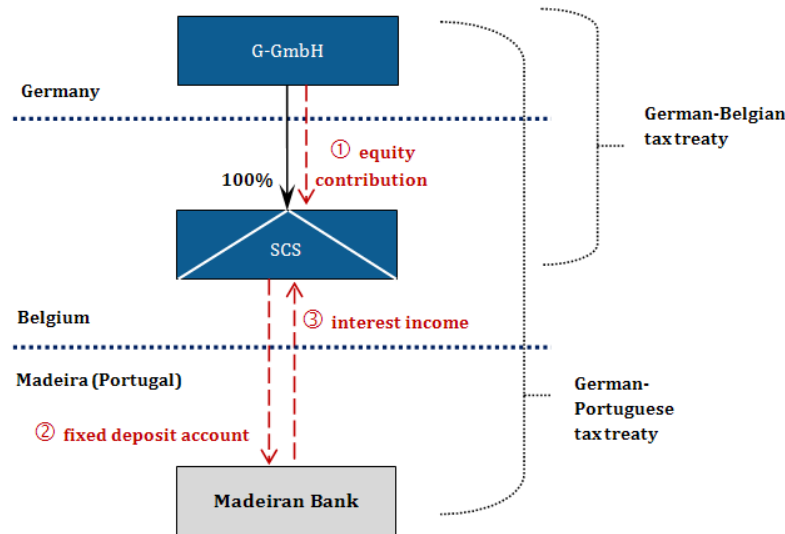 G-GmbH
Germany
German-Belgian
tax treaty
① equity
contribution
100%
SCS
Belgium
③ interest income
Madeira (Portugal)
German-
Portuguese
tax treaty
② fixed deposit account
Madeiran Bank